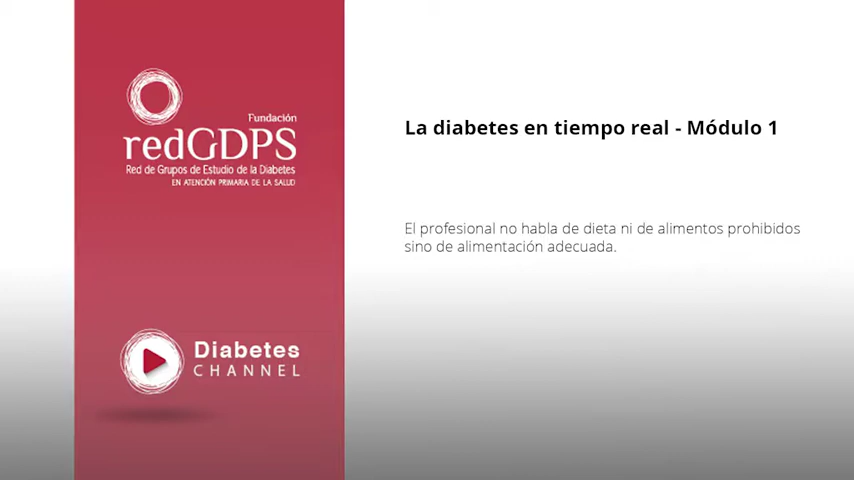 Fundación
redGDPS
Red de Grupos de Estudio de la Diabetes
EN ATENCIÓN PRIMARIA DE LA SALUD
Diabetes
CHANNEL
La diabetes en tiempo real - Módulo 1
El profesional no habla de dieta ni de alimentos prohibidos
sino de alimentación adecuada.